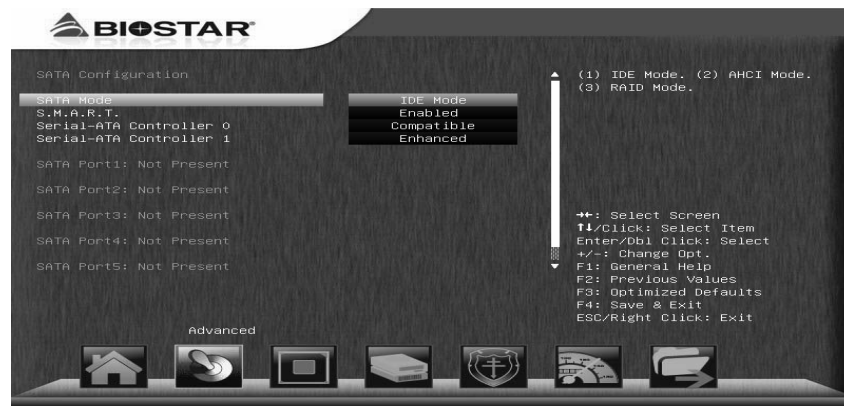 BIOSTAR®
SATA Configuration
SATA Mode IDE Mode
S.M.A.R.T. Enabled
Serial-ATA Controller 0 Compatible
Serial-ATA Controller 1 Enhanced
SATA Port1: Not Present
SATA Port2: Not Present
SATA Port3: Not Present
SATA Port4: Not Present
SATA Port5: Not Present
(1) IDE Mode. (2) AHCI Mode.
(3) RAID Mode.
→←: Select Screen
↑↓/Click: Select Item
Enter/Dbl Click: Select
+/-: Change Opt.
F1: General Help
F2: Previous Values
F3: Optimized Defaults
F4: Save & Exit
ESC/Right Click: Exit
Advanced